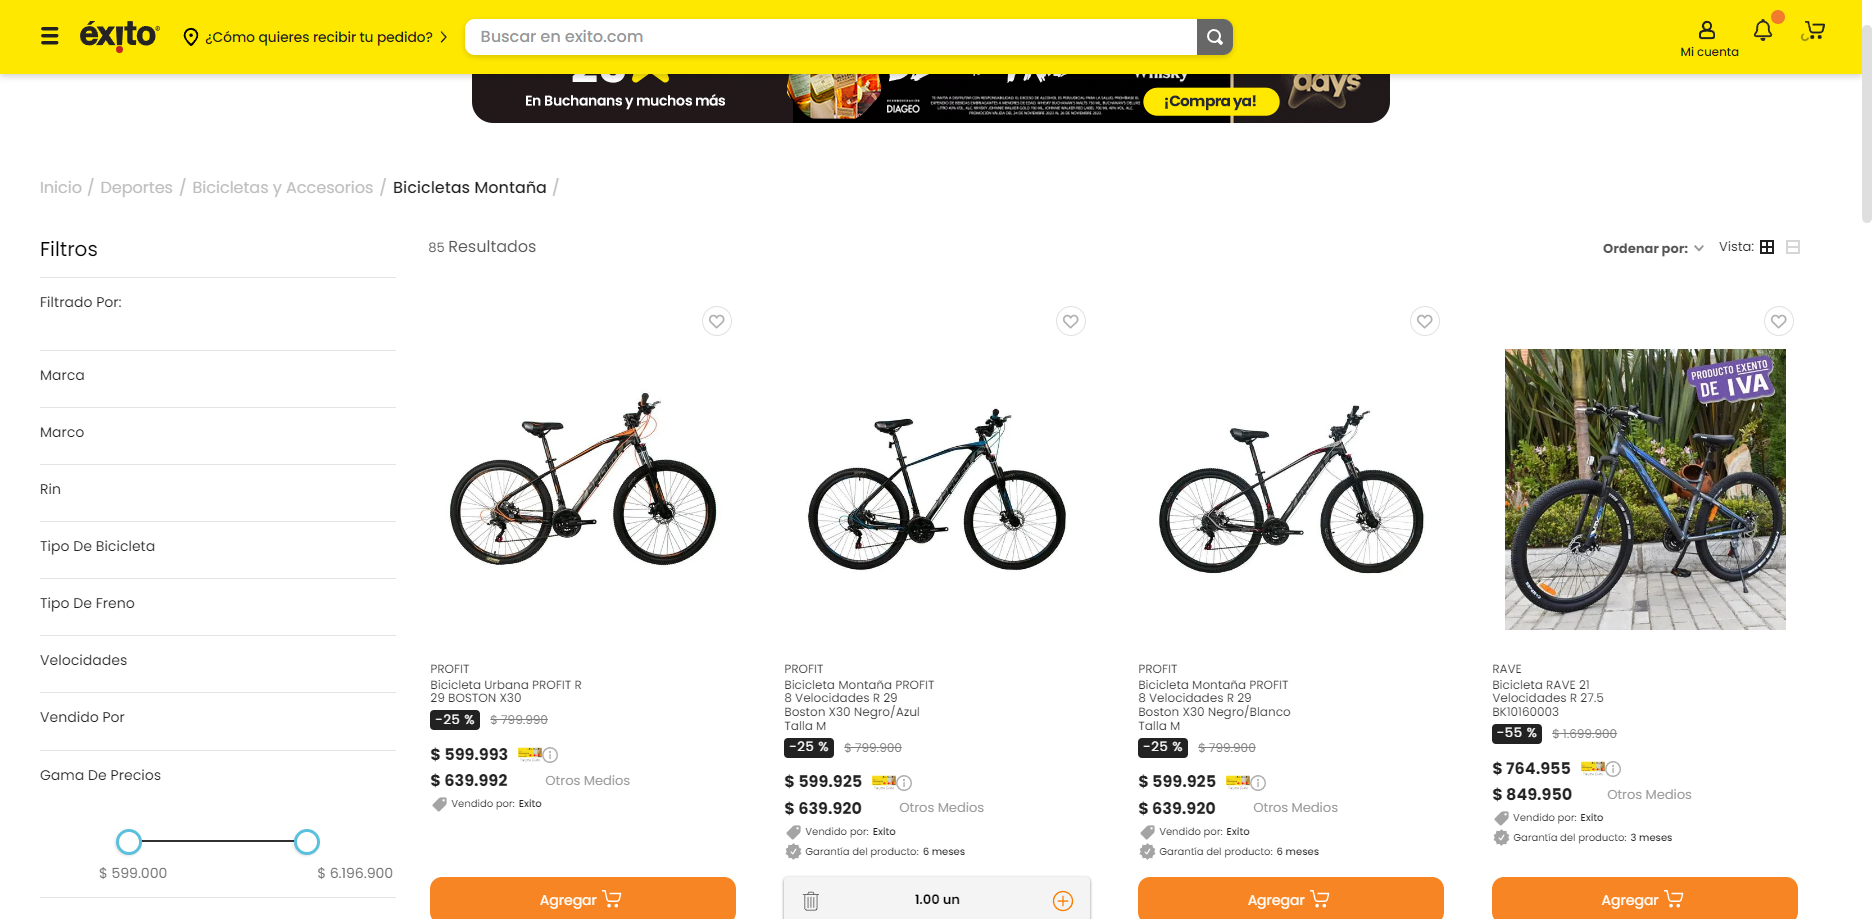 éxito
¿Cómo quieres recibir tu pedido?
Buscar en exito.com
Mi cuenta
En Buchanans y muchos más
DIAGEO
Whisky
¡Compra ya!
days
Inicio / Deportes / Bicicletas y Accesorios / Bicicletas Montaña /
Filtros
85 Resultados
Ordenar por:
Vista:
Filtrado Por:
Marca
Marco
Rin
Tipo De Bicicleta
Tipo De Freno
Velocidades
Vendido Por
Gama De Precios
$ 599.000
$ 6.196.900
PROFIT
Bicicleta Urbana PROFIT R
29 BOSTON X30
-25 % $ 799.990
$ 599.993
$ 639.992 Otros Medios
Vendido por: Exito
Agregar
PROFIT
Bicicleta Montaña PROFIT
8 Velocidades R 29
Boston X30 Negro/Azul
Talla M
-25 % $ 799.900
$ 599.925
$ 639.920 Otros Medios
Vendido por: Exito
Garantía del producto: 6 meses
1.00 un
PROFIT
Bicicleta Montaña PROFIT
8 Velocidades R 29
Boston X30 Negro/Blanco
Talla M
-25 % $ 799.900
$ 599.925
$ 639.920 Otros Medios
Vendido por: Exito
Garantía del producto: 6 meses
Agregar
PRODUCTO EXENTO
DE IVA
RAVE
Bicicleta RAVE 21
Velocidades R 27.5
BK10160003
-55 % $ 1.699.900
$ 764.955
$ 849.950 Otros Medios
Vendido por: Exito
Garantía del producto: 3 meses
Agregar